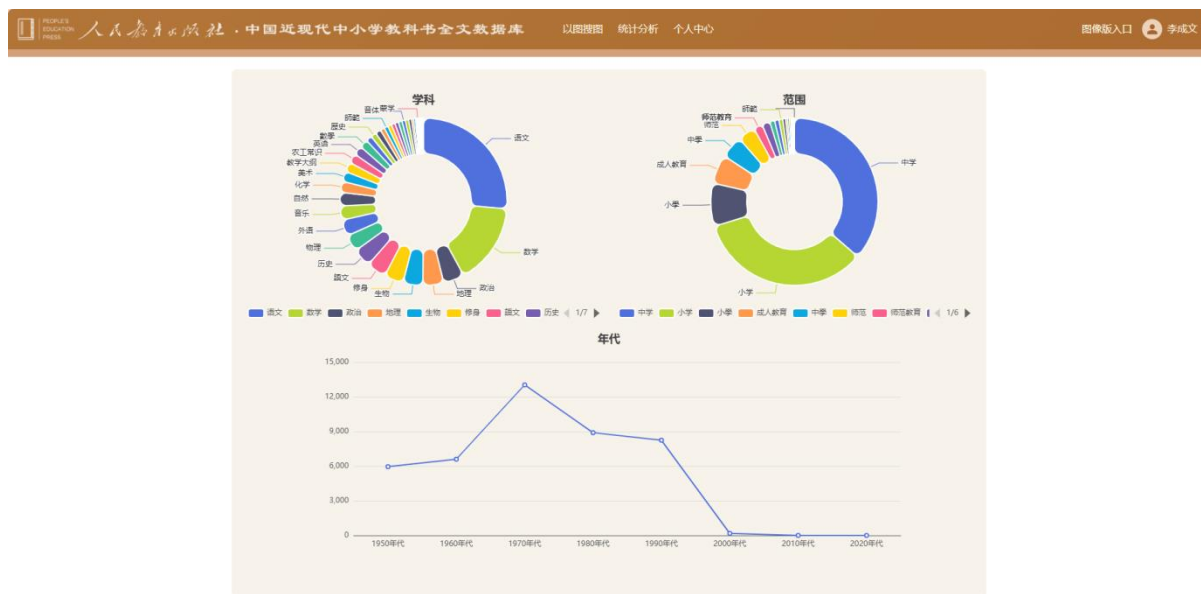 PEOPLE'S EDUCATION PRESS 人民教育出版社·中国近现代中小学教科书全文数据库 以图搜图 统计分析 个人中心 图像版入口 李成文
学科
语文
数学
政治
地理
生物
修身
語文
历史
物理
外语
音乐
自然
化学
美术
教学大纲
农工常识
英语
數學
歷史
師範
音体
范围
中学
小学
小學
成人教育
中學
师范
师范教育
師範
语文 数学 政治 地理 生物 修身 語文 历史 1/7
中学 小学 小學 成人教育 中學 师范 师范教育 1/6
年代
15,000
12,000
9,000
6,000
3,000
0
1950年代 1960年代 1970年代 1980年代 1990年代 2000年代 2010年代 2020年代